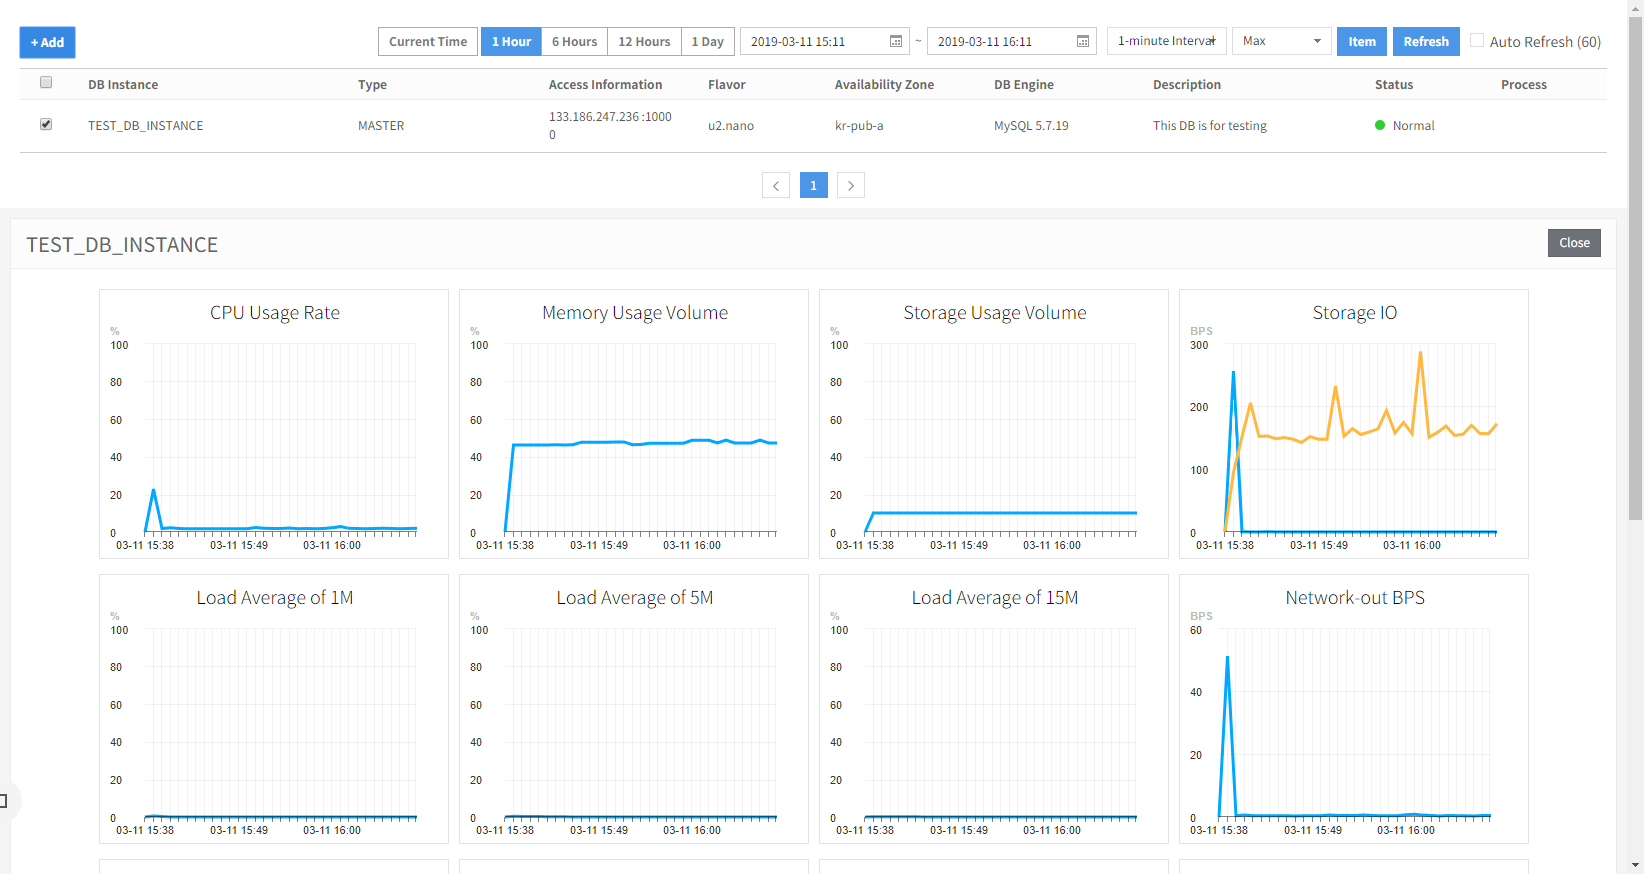 + Add
Current Time 1 Hour 6 Hours 12 Hours 1 Day 2019-03-11 15:11 ~ 2019-03-11 16:11 1-minute Interval Max Item Refresh Auto Refresh (60)
DB Instance Type Access Information Flavor Availability Zone DB Engine Description Status Process
TEST_DB_INSTANCE MASTER 133.186.247.236 :1000
0 u2.nano kr-pub-a MySQL 5.7.19 This DB is for testing Normal
< 1 >
TEST_DB_INSTANCE Close
CPU Usage Rate
%
100
80
60
40
20
0
03-11 15:38 03-11 15:49 03-11 16:00
Memory Usage Volume
%
100
80
60
40
20
0
03-11 15:38 03-11 15:49 03-11 16:00
Storage Usage Volume
%
100
80
60
40
20
0
03-11 15:38 03-11 15:49 03-11 16:00
Storage IO
BPS
300
200
100
0
03-11 15:38 03-11 15:49 03-11 16:00
Load Average of 1M
%
100
80
60
40
20
0
03-11 15:38 03-11 15:49 03-11 16:00
Load Average of 5M
%
100
80
60
40
20
0
03-11 15:38 03-11 15:49 03-11 16:00
Load Average of 15M
%
100
80
60
40
20
0
03-11 15:38 03-11 15:49 03-11 16:00
Network-out BPS
BPS
60
40
20
0
03-11 15:38 03-11 15:49 03-11 16:00